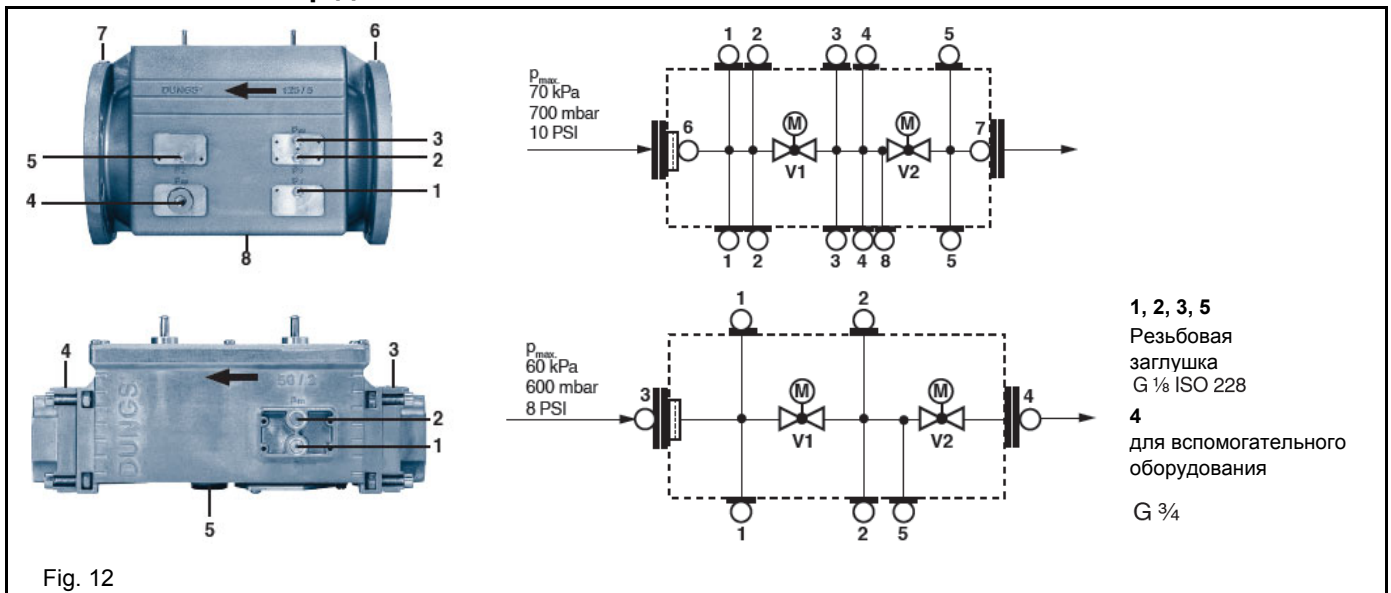 7
6
DUNGS
125 / 5
3
2
5
4
1
8
1 2 3 4 5
pmax.
70 kPa
700 mbar
10 PSI
6
M
M
7
V1
V2
1 2 3 4 8 5
4
3
50 / 2
DUNGS
2
1
5
1 2
pmax.
60 kPa
600 mbar
8 PSI
3
M
M
4
V1
V2
1 2 5
1, 2, 3, 5
Резьбовая
заглушка
G ⅛ ISO 228
4
для вспомогательного
оборудования
G ¾
Fig. 12